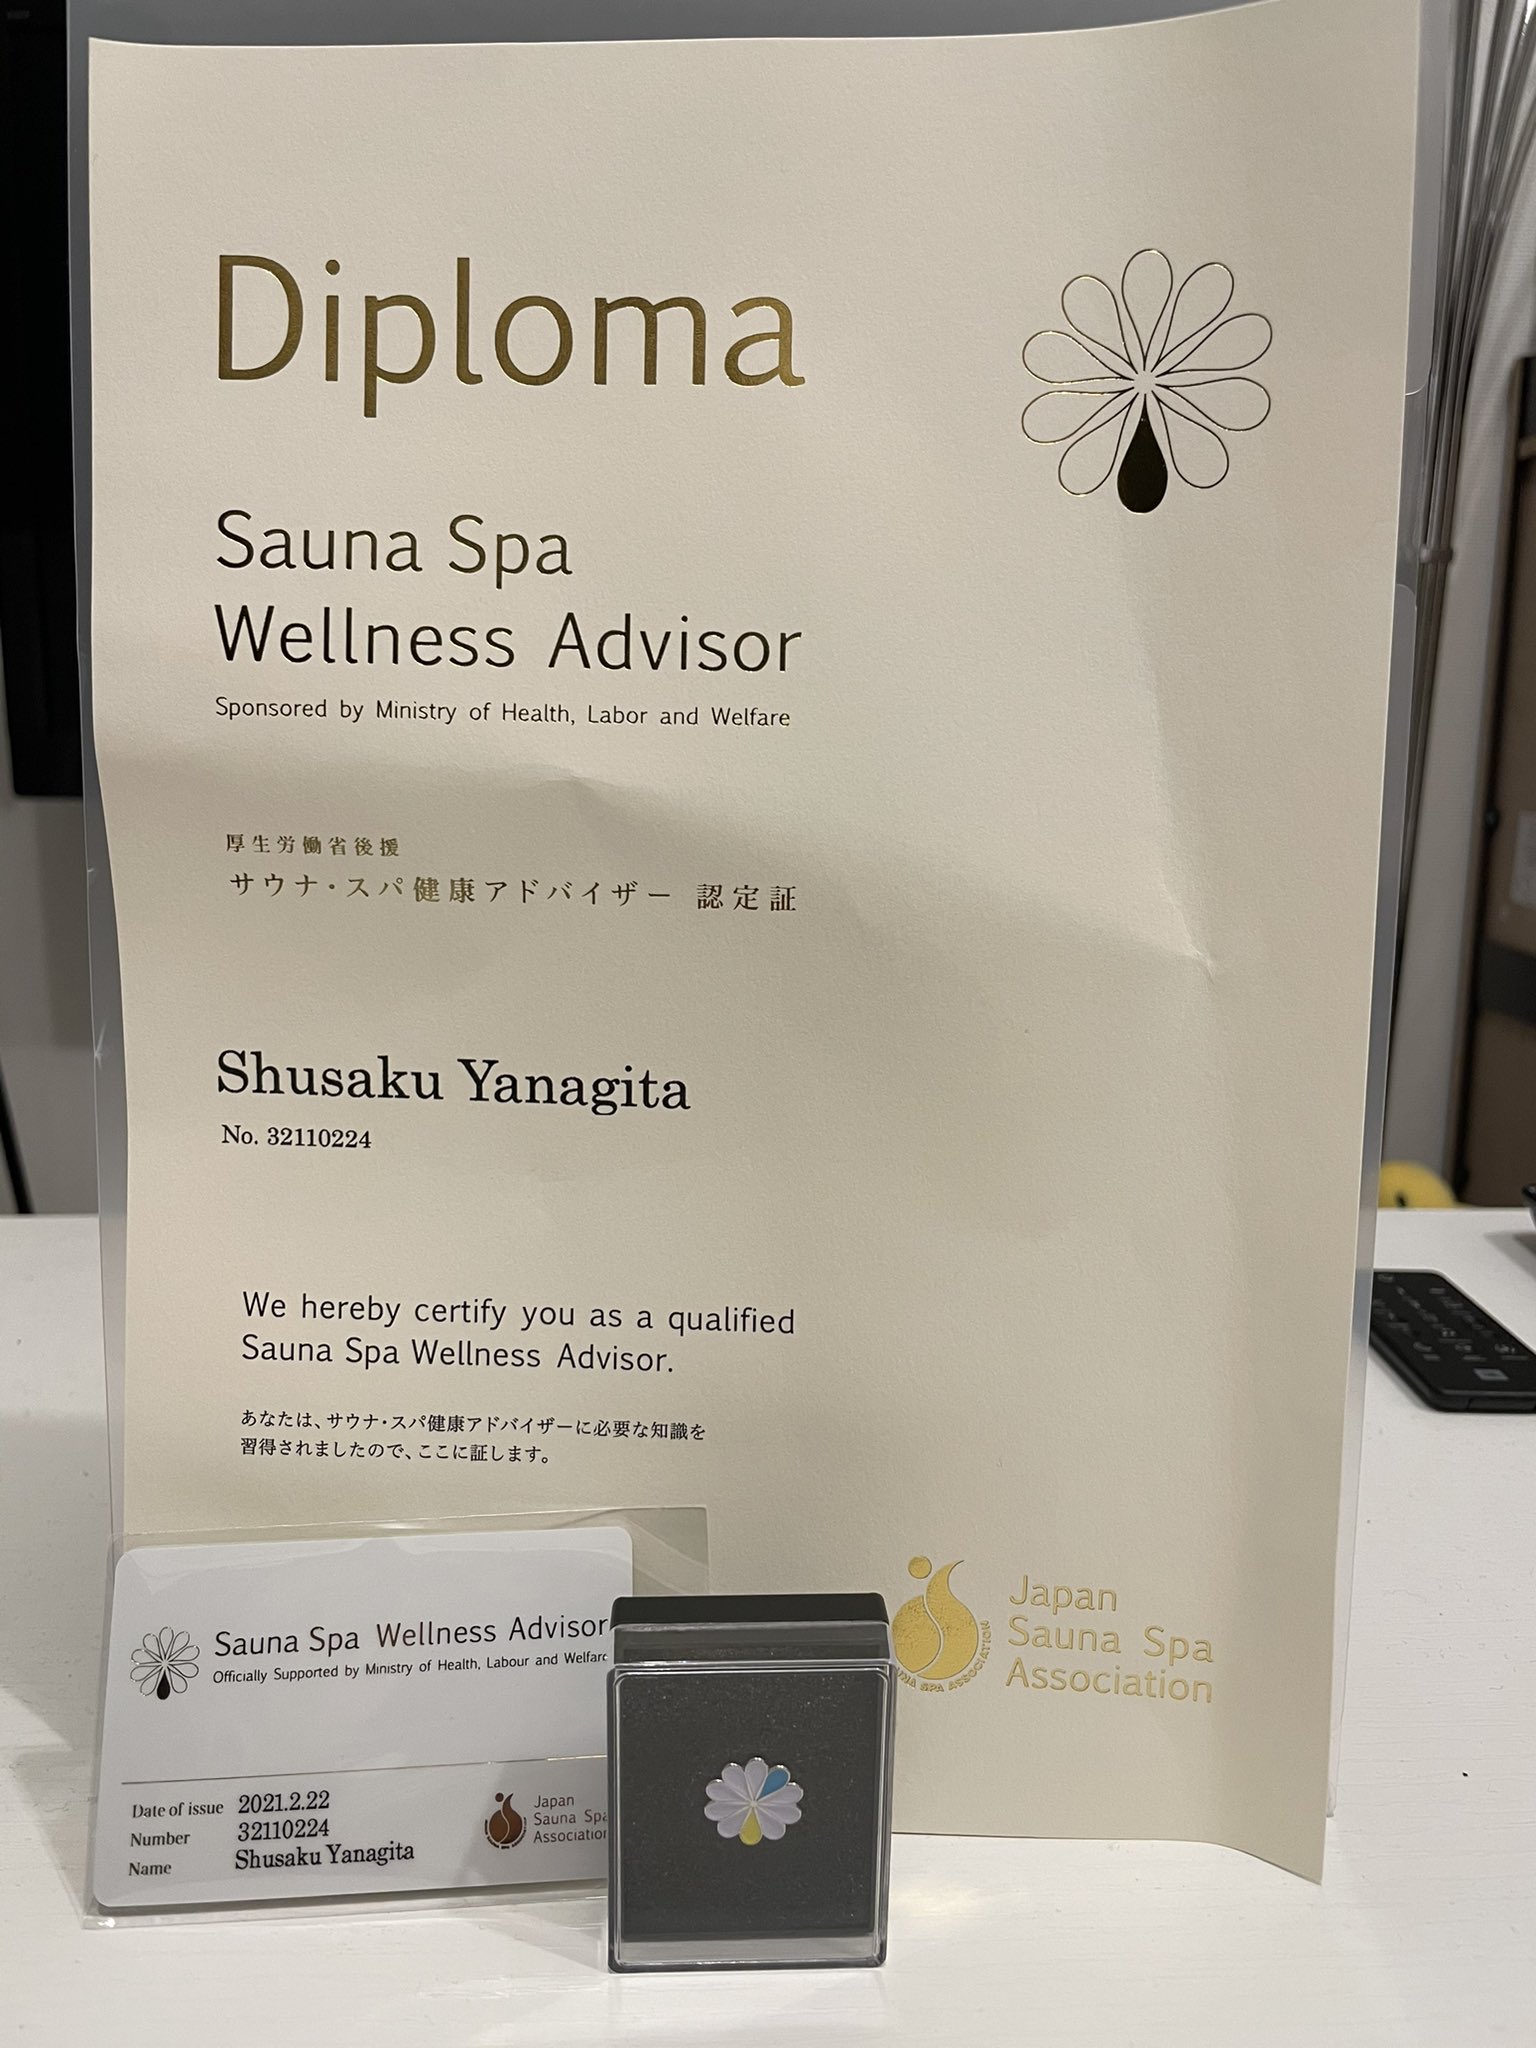 Diploma
Sauna Spa
Wellness Advisor
Sponsored by Ministry of Health, Labor and Welfare
厚生労働省後援
サウナ・スパ健康アドバイザー 認定証
Shusaku Yanagita
No. 32110224
We hereby certify you as a qualified
Sauna Spa Wellness Advisor.
あなたは、サウナ・スパ健康アドバイザーに必要な知識を
習得されましたので、ここに証します。
Japan
Sauna Spa
Association
SPA ASSOCIATION
Sauna Spa Wellness Advisor
Officially Supported by Ministry of Health, Labour and Welfare
Date of issue 2021.2.22
Number 32110224
Name Shusaku Yanagita
Japan
Sauna Spa
Association